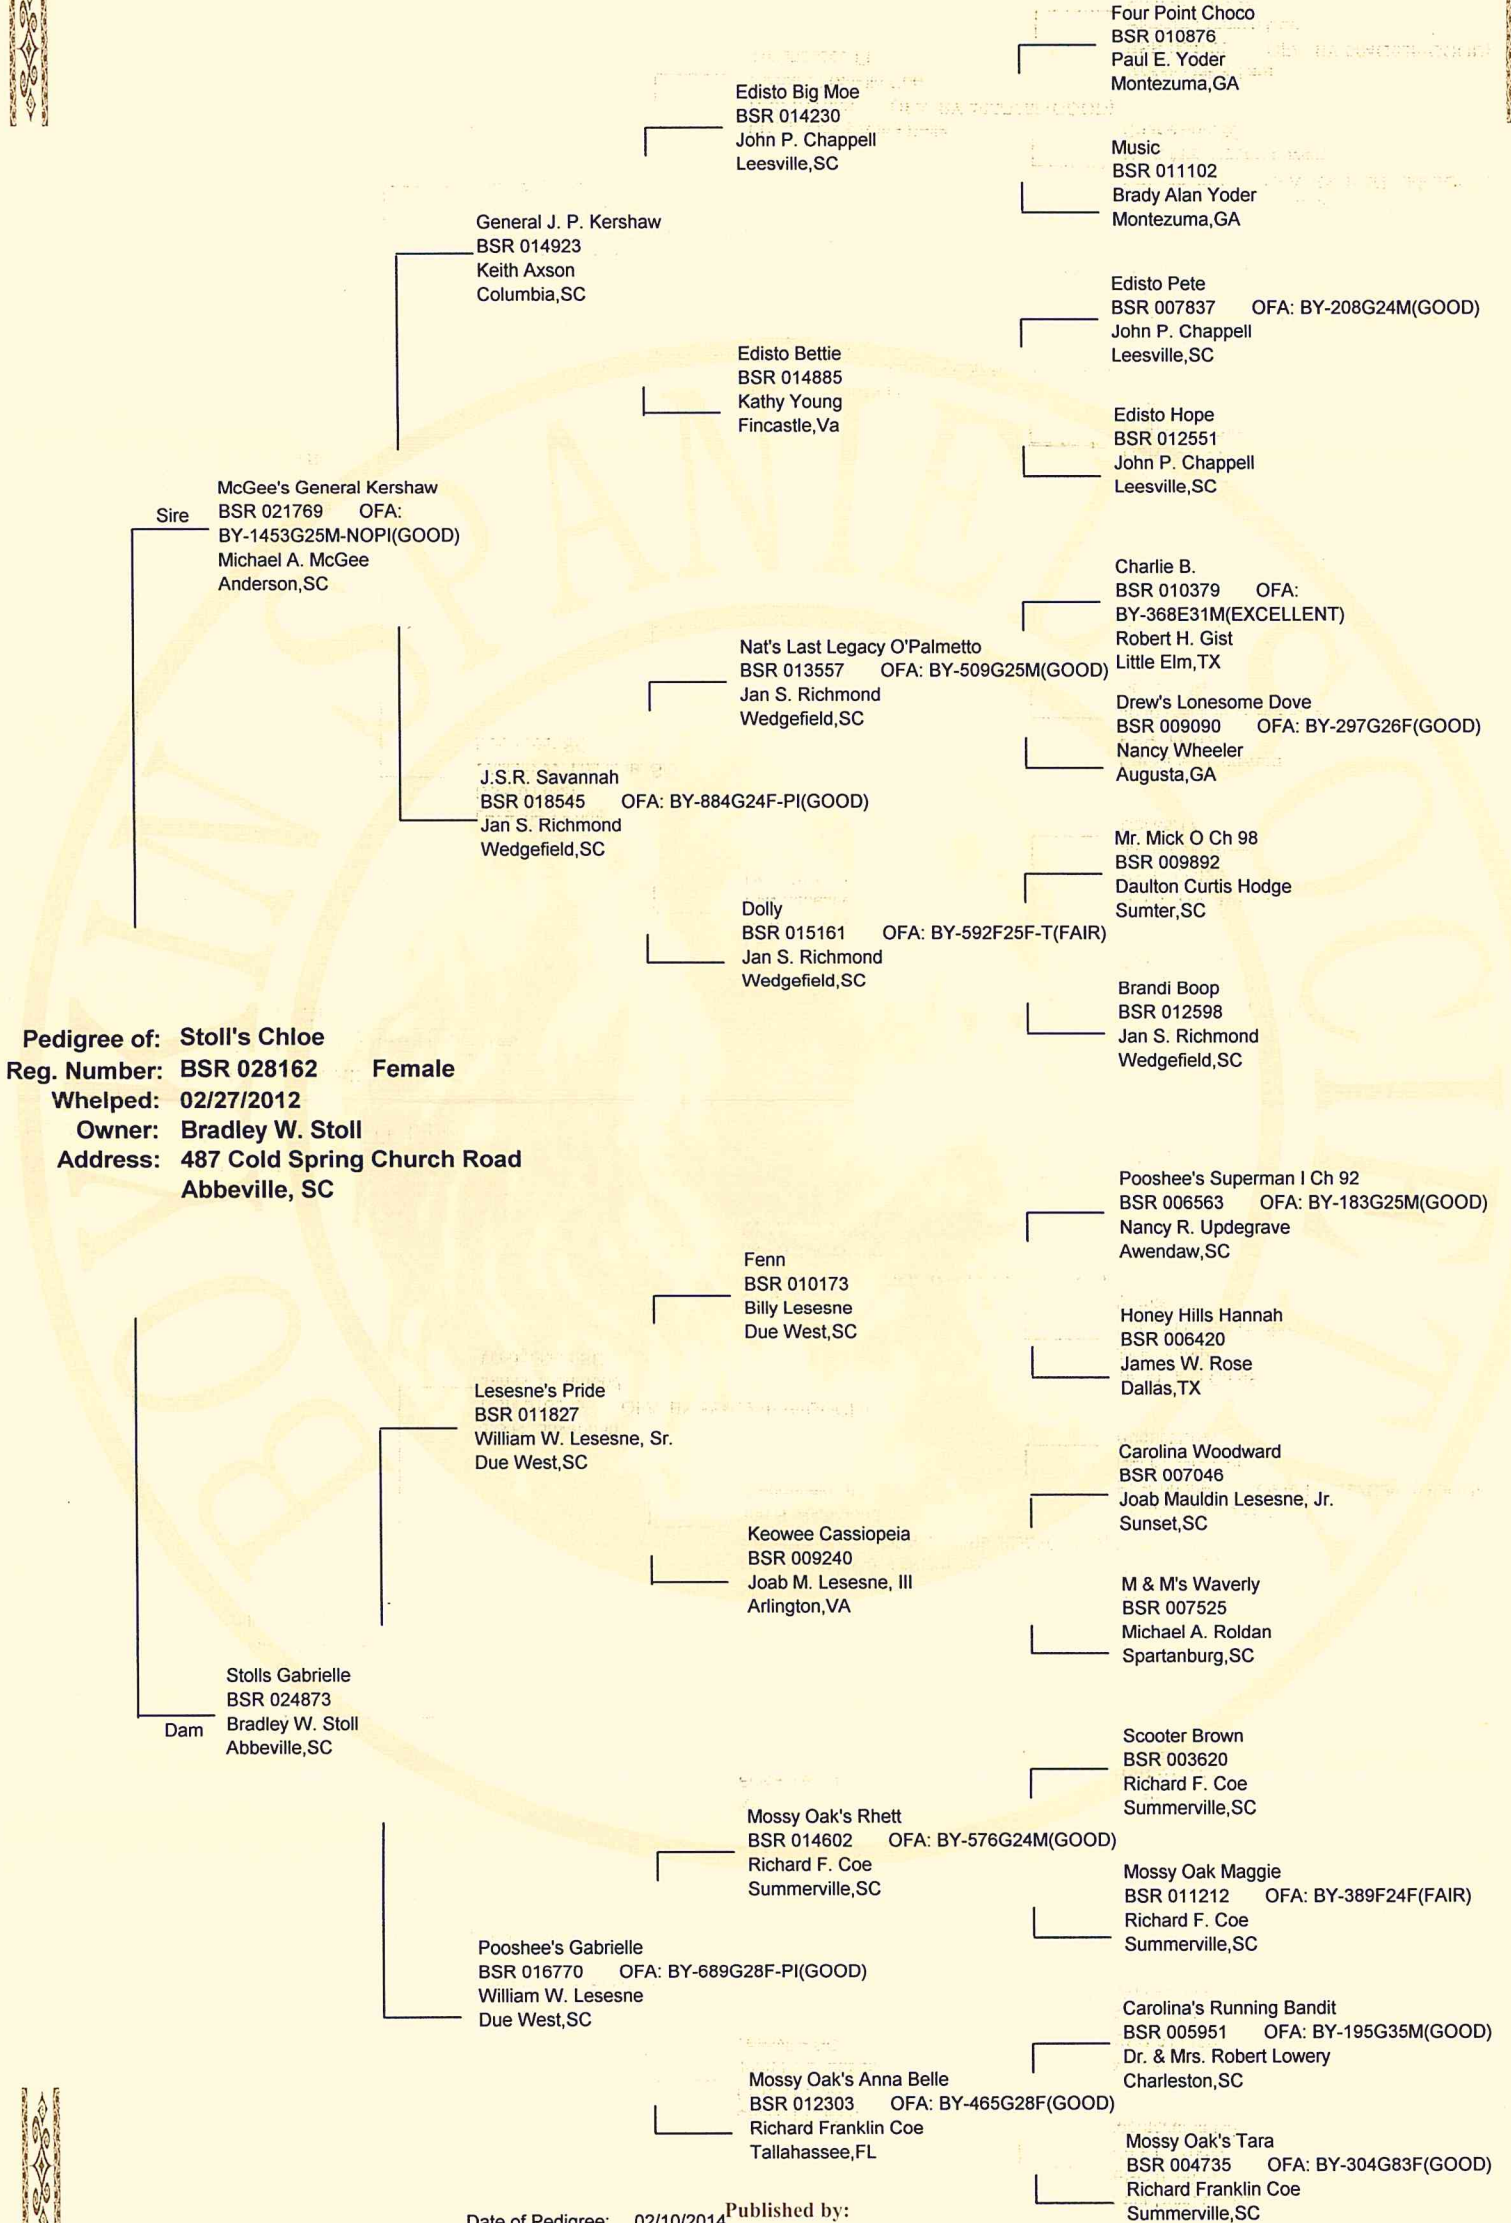 Four Point Choco
BSR 010876
Paul E. Yoder
Montezuma,GA
Edisto Big Moe
BSR 014230
John P. Chappell
Leesville,SC
Music
BSR 011102
Brady Alan Yoder
Montezuma,GA
General J. P. Kershaw
BSR 014923
Keith Axson
Columbia,SC
Edisto Pete
BSR 007837 OFA: BY-208G24M(GOOD)
John P. Chappell
Leesville,SC
Edisto Bettie
BSR 014885
Kathy Young
Fincastle,Va
Edisto Hope
BSR 012551
John P. Chappell
Leesville,SC
Sire
McGee's General Kershaw
BSR 021769 OFA:
BY-1453G25M-NOPI(GOOD)
Michael A. McGee
Anderson,SC
Charlie B.
BSR 010379 OFA:
BY-368E31M(EXCELLENT)
Robert H. Gist
Little Elm,TX
Nat's Last Legacy O'Palmetto
BSR 013557 OFA: BY-509G25M(GOOD)
Jan S. Richmond
Wedgefield,SC
Drew's Lonesome Dove
BSR 009090 OFA: BY-297G26F(GOOD)
Nancy Wheeler
Augusta,GA
J.S.R. Savannah
BSR 018545 OFA: BY-884G24F-PI(GOOD)
Jan S. Richmond
Wedgefield,SC
Mr. Mick O Ch 98
BSR 009892
Daulton Curtis Hodge
Sumter,SC
Dolly
BSR 015161 OFA: BY-592F25F-T(FAIR)
Jan S. Richmond
Wedgefield,SC
Brandi Boop
BSR 012598
Jan S. Richmond
Wedgefield,SC
Pedigree of: Stoll's Chloe
Reg. Number: BSR 028162 Female
Whelped: 02/27/2012
Owner: Bradley W. Stoll
Address: 487 Cold Spring Church Road
Abbeville, SC
Pooshee's Superman I Ch 92
BSR 006563 OFA: BY-183G25M(GOOD)
Nancy R. Updegrave
Awendaw,SC
Fenn
BSR 010173
Billy Lesesne
Due West,SC
Honey Hills Hannah
BSR 006420
James W. Rose
Dallas,TX
Lesesne's Pride
BSR 011827
William W. Lesesne, Sr.
Due West,SC
Carolina Woodward
BSR 007046
Joab Mauldin Lesesne, Jr.
Sunset,SC
Keowee Cassiopeia
BSR 009240
Joab M. Lesesne, III
Arlington,VA
M & M's Waverly
BSR 007525
Michael A. Roldan
Spartanburg,SC
Dam
Stolls Gabrielle
BSR 024873
Bradley W. Stoll
Abbeville,SC
Scooter Brown
BSR 003620
Richard F. Coe
Summerville,SC
Mossy Oak's Rhett
BSR 014602 OFA: BY-576G24M(GOOD)
Richard F. Coe
Summerville,SC
Mossy Oak Maggie
BSR 011212 OFA: BY-389F24F(FAIR)
Richard F. Coe
Summerville,SC
Pooshee's Gabrielle
BSR 016770 OFA: BY-689G28F-PI(GOOD)
William W. Lesesne
Due West,SC
Carolina's Running Bandit
BSR 005951 OFA: BY-195G35M(GOOD)
Dr. & Mrs. Robert Lowery
Charleston,SC
Mossy Oak's Anna Belle
BSR 012303 OFA: BY-465G28F(GOOD)
Richard Franklin Coe
Tallahassee,FL
Mossy Oak's Tara
BSR 004735 OFA: BY-304G83F(GOOD)
Richard Franklin Coe
Summerville,SC
Date of Pedigree: 02/10/2014
Published by:
BOYKIN SPANIEL SOCIETY